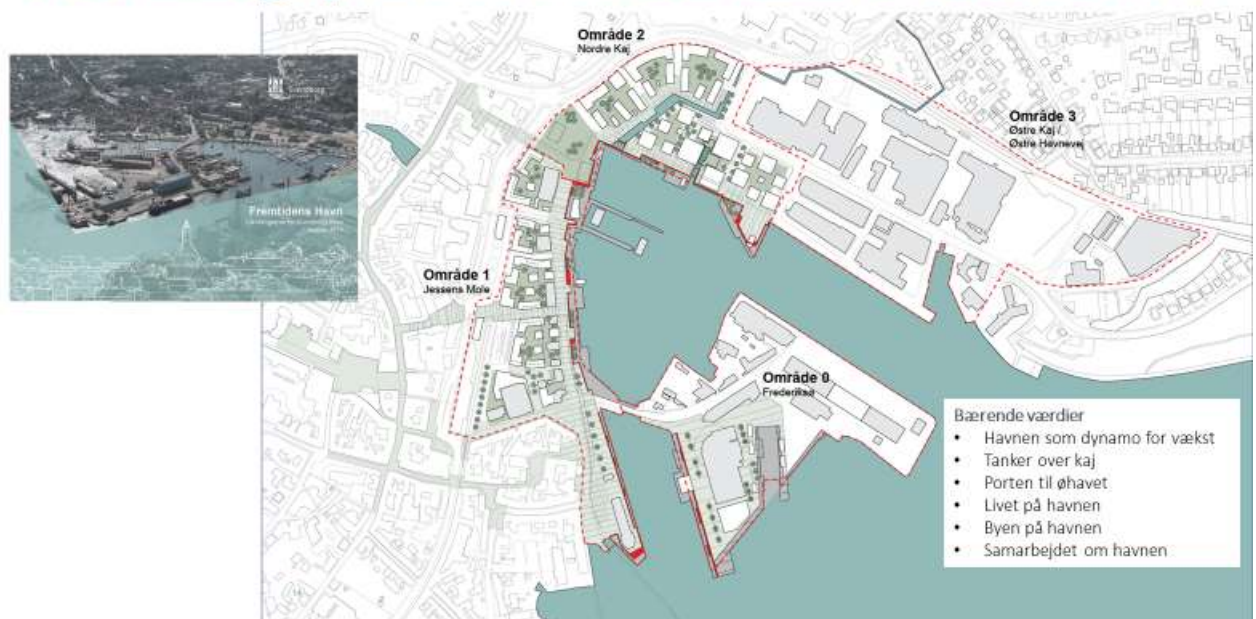 Svendborg
Fremtidens Havn
Område 2
Nordre Kaj
Område 3
Østre Kaj /
Østre Havnevej
Område 1
Jessens Mole
Område 0
Frederiksø
Bærende værdier
• Havnen som dynamo for vækst
• Tanker over kaj
• Porten til øhavet
• Livet på havnen
• Byen på havnen
• Samarbejdet om havnen